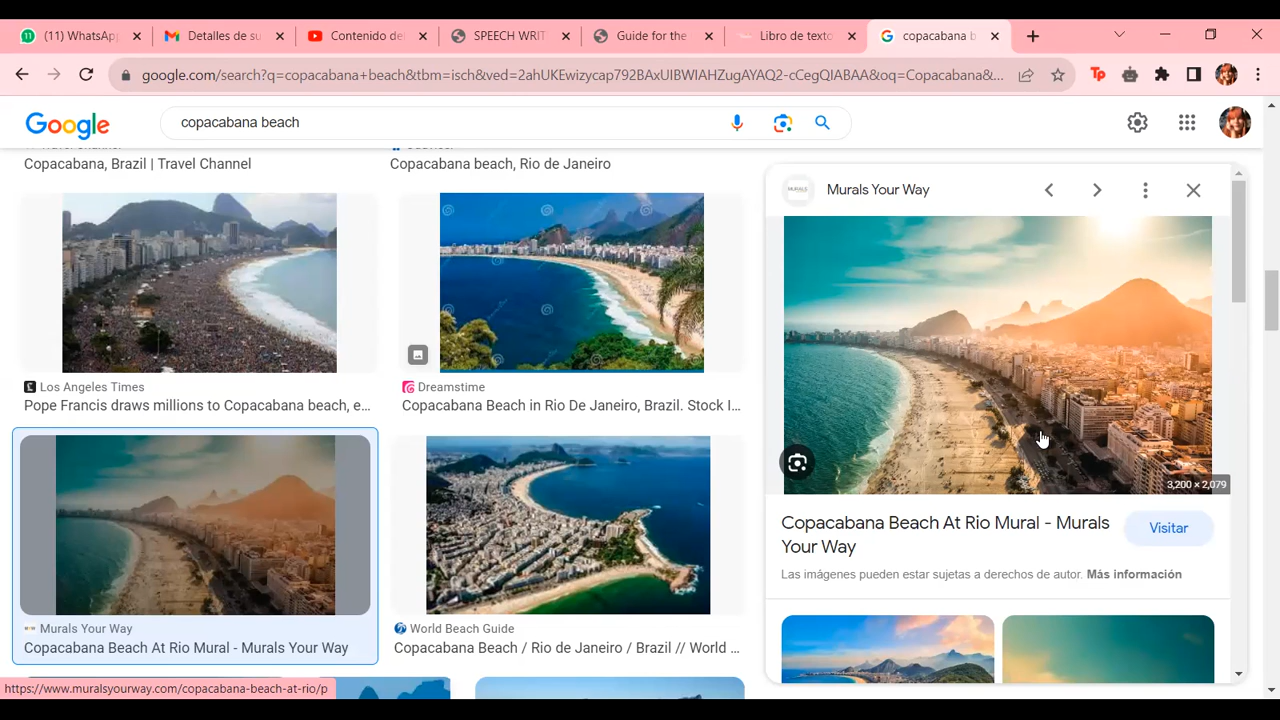 (11) WhatsAp
Detalles de su
Contenido de
SPEECH WRIT
Guide for the
Libro de texto
copacabana b
google.com/search?q=copacabana+beach&tbm=isch&ved=2ahUKEwizycap792BAxUIBWIAHZugAYAQ2-cCegQIABAA&oq=Copacabana&...
Tp
Google
copacabana beach
Copacabana, Brazil | Travel Channel
Copacabana beach, Rio de Janeiro
Murals Your Way
Los Angeles Times
Pope Francis draws millions to Copacabana beach, e...
Dreamstime
Copacabana Beach in Rio De Janeiro, Brazil. Stock I...
3,200 × 2,079
Copacabana Beach At Rio Mural - Murals
Your Way
Visitar
Las imágenes pueden estar sujetas a derechos de autor. Más información
Murals Your Way
Copacabana Beach At Rio Mural - Murals Your Way
World Beach Guide
Copacabana Beach / Rio de Janeiro / Brazil // World ...
https://www.muralsyourway.com/copacabana-beach-at-rio/p